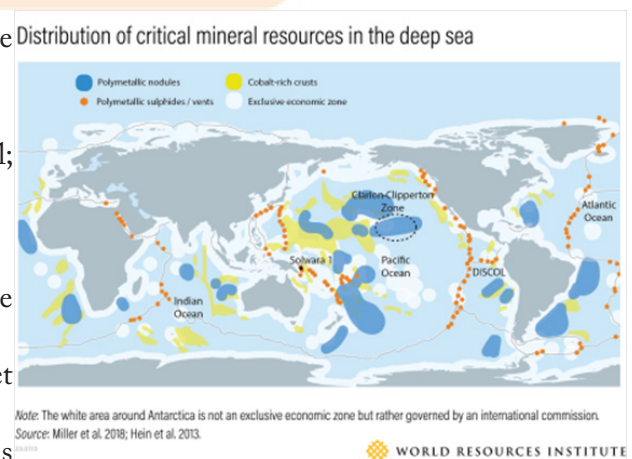 e
Distribution of critical mineral resources in the deep sea
Polymetallic nodules
Cobalt-rich crusts
Polymetallic sulphides / vents
Exclusive economic zone
l;
Clarion-Clipperton
Zone
Atlantic
Ocean
Solwara 1
Pacific
Ocean
DISCOL
e
Indian
Ocean
et
Note: The white area around Antarctica is not an exclusive economic zone but rather governed by an international commission.
Source: Miller et al. 2018; Hein et al. 2013.
s
WORLD RESOURCES INSTITUTE